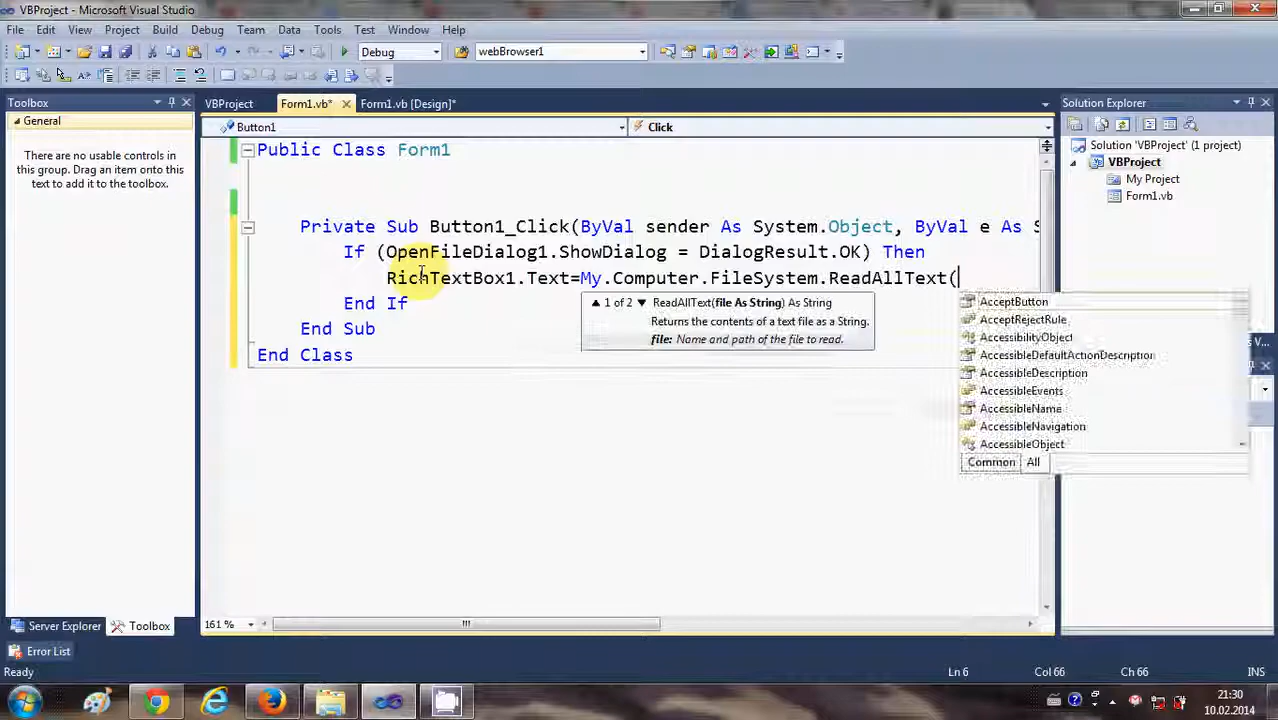 VBProject - Microsoft Visual Studio
File Edit View Project Build Debug Team Data Tools Test Window Help
Debug webBrowser1
Toolbox
VBProject Form1.vb* Form1.vb [Design]*
Solution Explorer
General
Button1 Click
There are no usable controls in
this group. Drag an item onto this
text to add it to the toolbox.
Solution 'VBProject' (1 project)
VBProject
My Project
Form1.vb
Public Class Form1
Private Sub Button1_Click(ByVal sender As System.Object, ByVal e As S
If (OpenFileDialog1.ShowDialog = DialogResult.OK) Then
RichTextBox1.Text=My.Computer.FileSystem.ReadAllText(
End If
End Sub
End Class
1 of 2 ReadAllText(file As String) As String
Returns the contents of a text file as a String.
file: Name and path of the file to read.
AcceptButton
AcceptRejectRule
AccessibilityObject
AccessibleDefaultActionDescription
AccessibleDescription
AccessibleEvents
AccessibleName
AccessibleNavigation
AccessibleObject
Common All
161 %
Server Explorer Toolbox
Error List
Ready Ln 6 Col 66 Ch 66 INS
21:30
10.02.2014